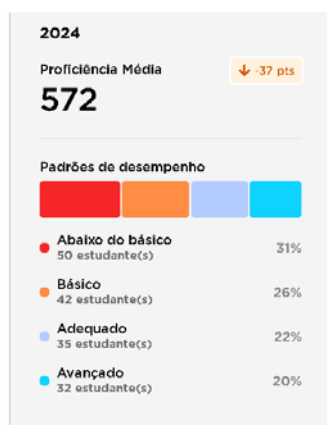 2024
Proficiência Média
↓ -37 pts
572
Padrões de desempenho
Abaixo do básico
50 estudante(s)
31%
Básico
42 estudante(s)
26%
Adequado
35 estudante(s)
22%
Avançado
32 estudante(s)
20%